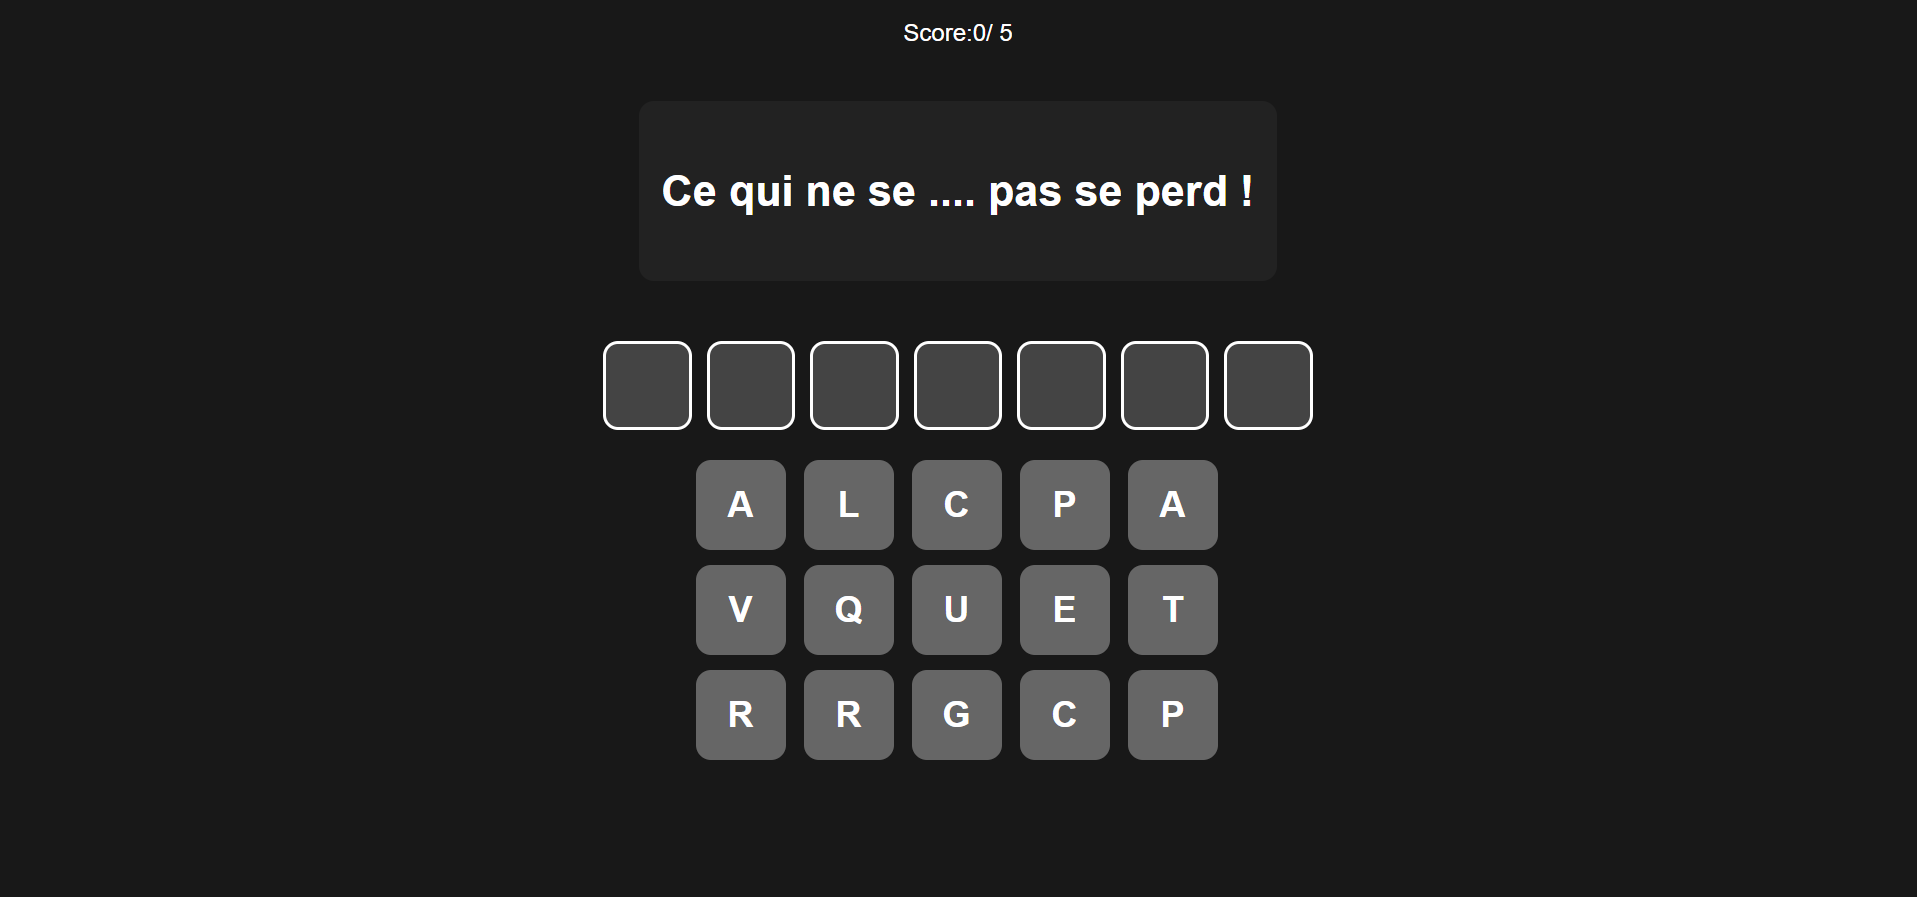 Score:0/ 5
Ce qui ne se .... pas se perd !
A L C P A
V Q U E T
R R G C P